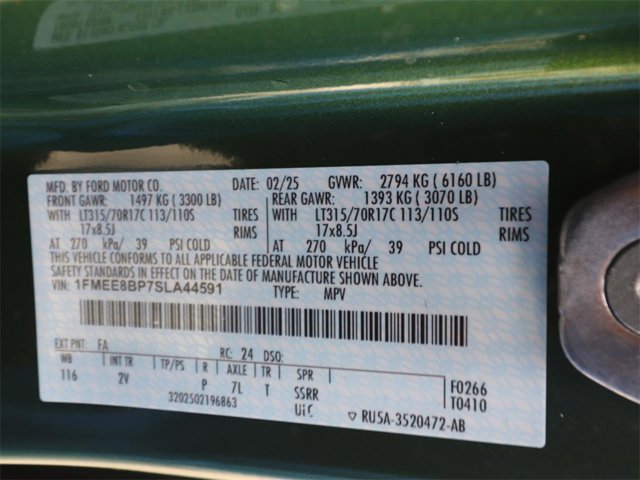 MFD. BY FORD MOTOR CO. DATE: 02/25 GVWR: 2794 KG ( 6160 LB)
FRONT GAWR: 1497 KG ( 3300 LB) REAR GAWR: 1393 KG ( 3070 LB)
WITH LT315/70R17C 113/110S TIRES WITH LT315/70R17C 113/110S TIRES
17x8.5J RIMS 17x8.5J RIMS
AT 270 kPa/ 39 PSI COLD AT 270 kPa/ 39 PSI COLD
THIS VEHICLE CONFORMS TO ALL APPLICABLE FEDERAL MOTOR VEHICLE
SAFETY STANDARDS IN EFFECT ON THE DATE OF MANUFACTURE SHOWN ABOVE.
VIN: 1FMEE8BP7SLA44591 TYPE: MPV
EXT PNT: FA RC: 24 DSO:
WB INT TR TP/PS R AXLE TR SPR
116 2V P 7L T SSRR F0266
3202502196863 UIC T0410
RU5A-3520472-AB